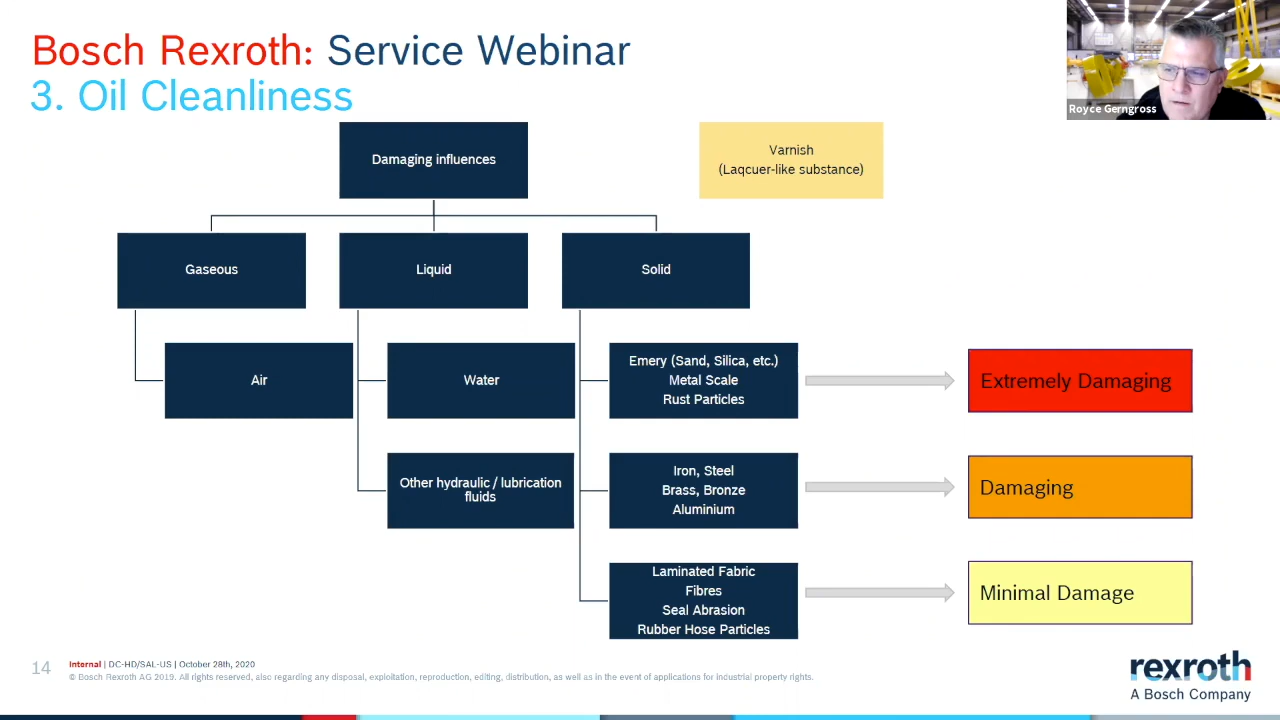 Bosch Rexroth: Service Webinar
3. Oil Cleanliness
Royce Gerngross
Damaging influences
Varnish
(Laqcuer-like substance)
Gaseous
Liquid
Solid
Air
Water
Emery (Sand, Silica, etc.)
Metal Scale
Rust Particles
Extremely Damaging
Other hydraulic / lubrication
fluids
Iron, Steel
Brass, Bronze
Aluminium
Damaging
Laminated Fabric
Fibres
Seal Abrasion
Rubber Hose Particles
Minimal Damage
14
Internal | DC-HD/SAL-US | October 28th, 2020
© Bosch Rexroth AG 2019. All rights reserved, also regarding any disposal, exploitation, reproduction, editing, distribution, as well as in the event of applications for industrial property rights.
rexroth
A Bosch Company